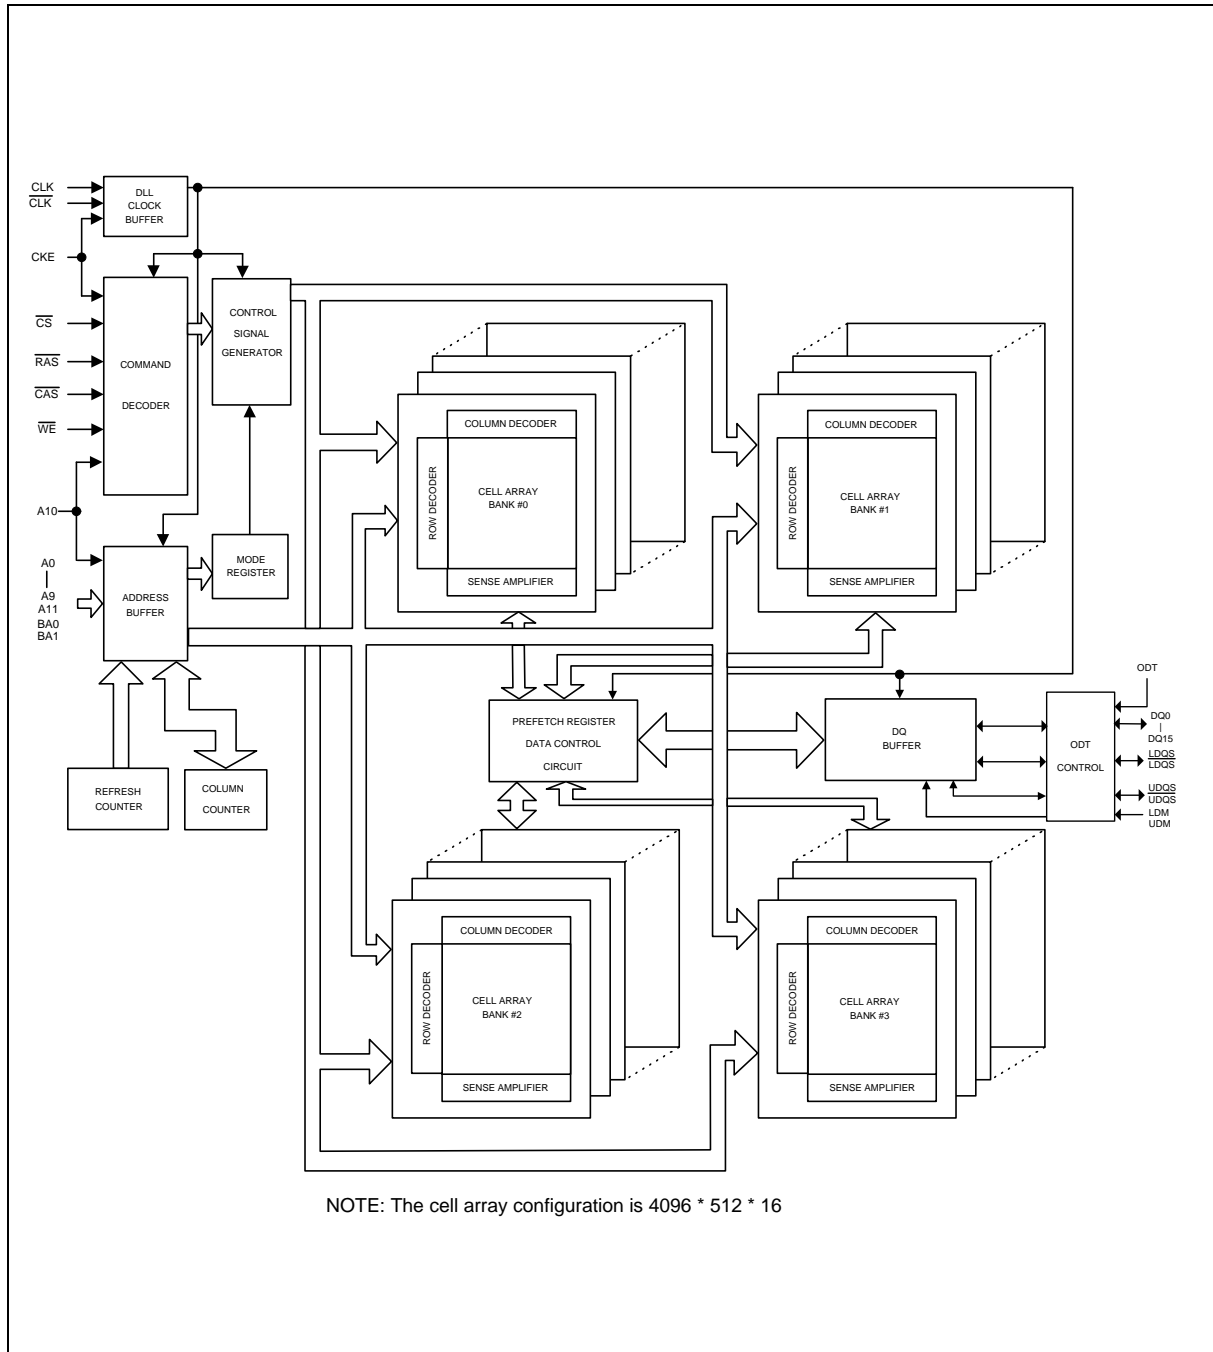 CLK
CLK
DLL
CLOCK
BUFFER
CKE
CS
RAS
CAS
WE
COMMAND
DECODER
CONTROL
SIGNAL
GENERATOR
A10
A0
A9
A11
BA0
BA1
ADDRESS
BUFFER
MODE
REGISTER
REFRESH
COUNTER
COLUMN
COUNTER
COLUMN DECODER
ROW DECODER
CELL ARRAY
BANK #0
SENSE AMPLIFIER
COLUMN DECODER
ROW DECODER
CELL ARRAY
BANK #1
SENSE AMPLIFIER
PREFETCH REGISTER
DATA CONTROL
CIRCUIT
DQ
BUFFER
ODT
CONTROL
ODT
DQ0
|
DQ15
LDQS
LDQS
UDQS
UDQS
LDM
UDM
COLUMN DECODER
ROW DECODER
CELL ARRAY
BANK #2
SENSE AMPLIFIER
COLUMN DECODER
ROW DECODER
CELL ARRAY
BANK #3
SENSE AMPLIFIER
NOTE: The cell array configuration is 4096 * 512 * 16